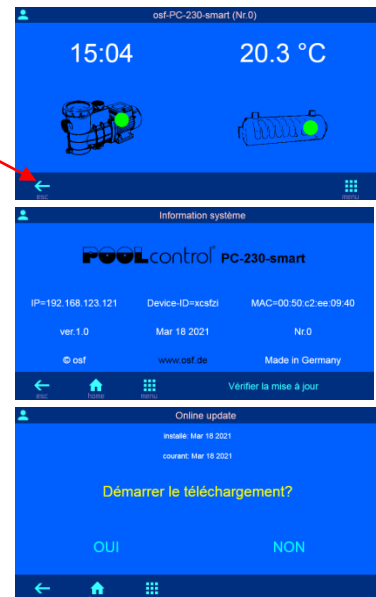 osf-PC-230-smart (Nr.0)
15:04 20.3 °C
esc menu
Information système
POOLcontrol PC-230-smart
IP=192.168.123.121 Device-ID=xcsfzi MAC=00:50:c2:ee:09:40
ver.1.0 Mar 18 2021 Nr.0
© osf www.osf.de Made in Germany
esc home menu Vérifier la mise à jour
Online update
installé: Mar 18 2021
courant: Mar 18 2021
Démarrer le téléchargement?
OUI NON